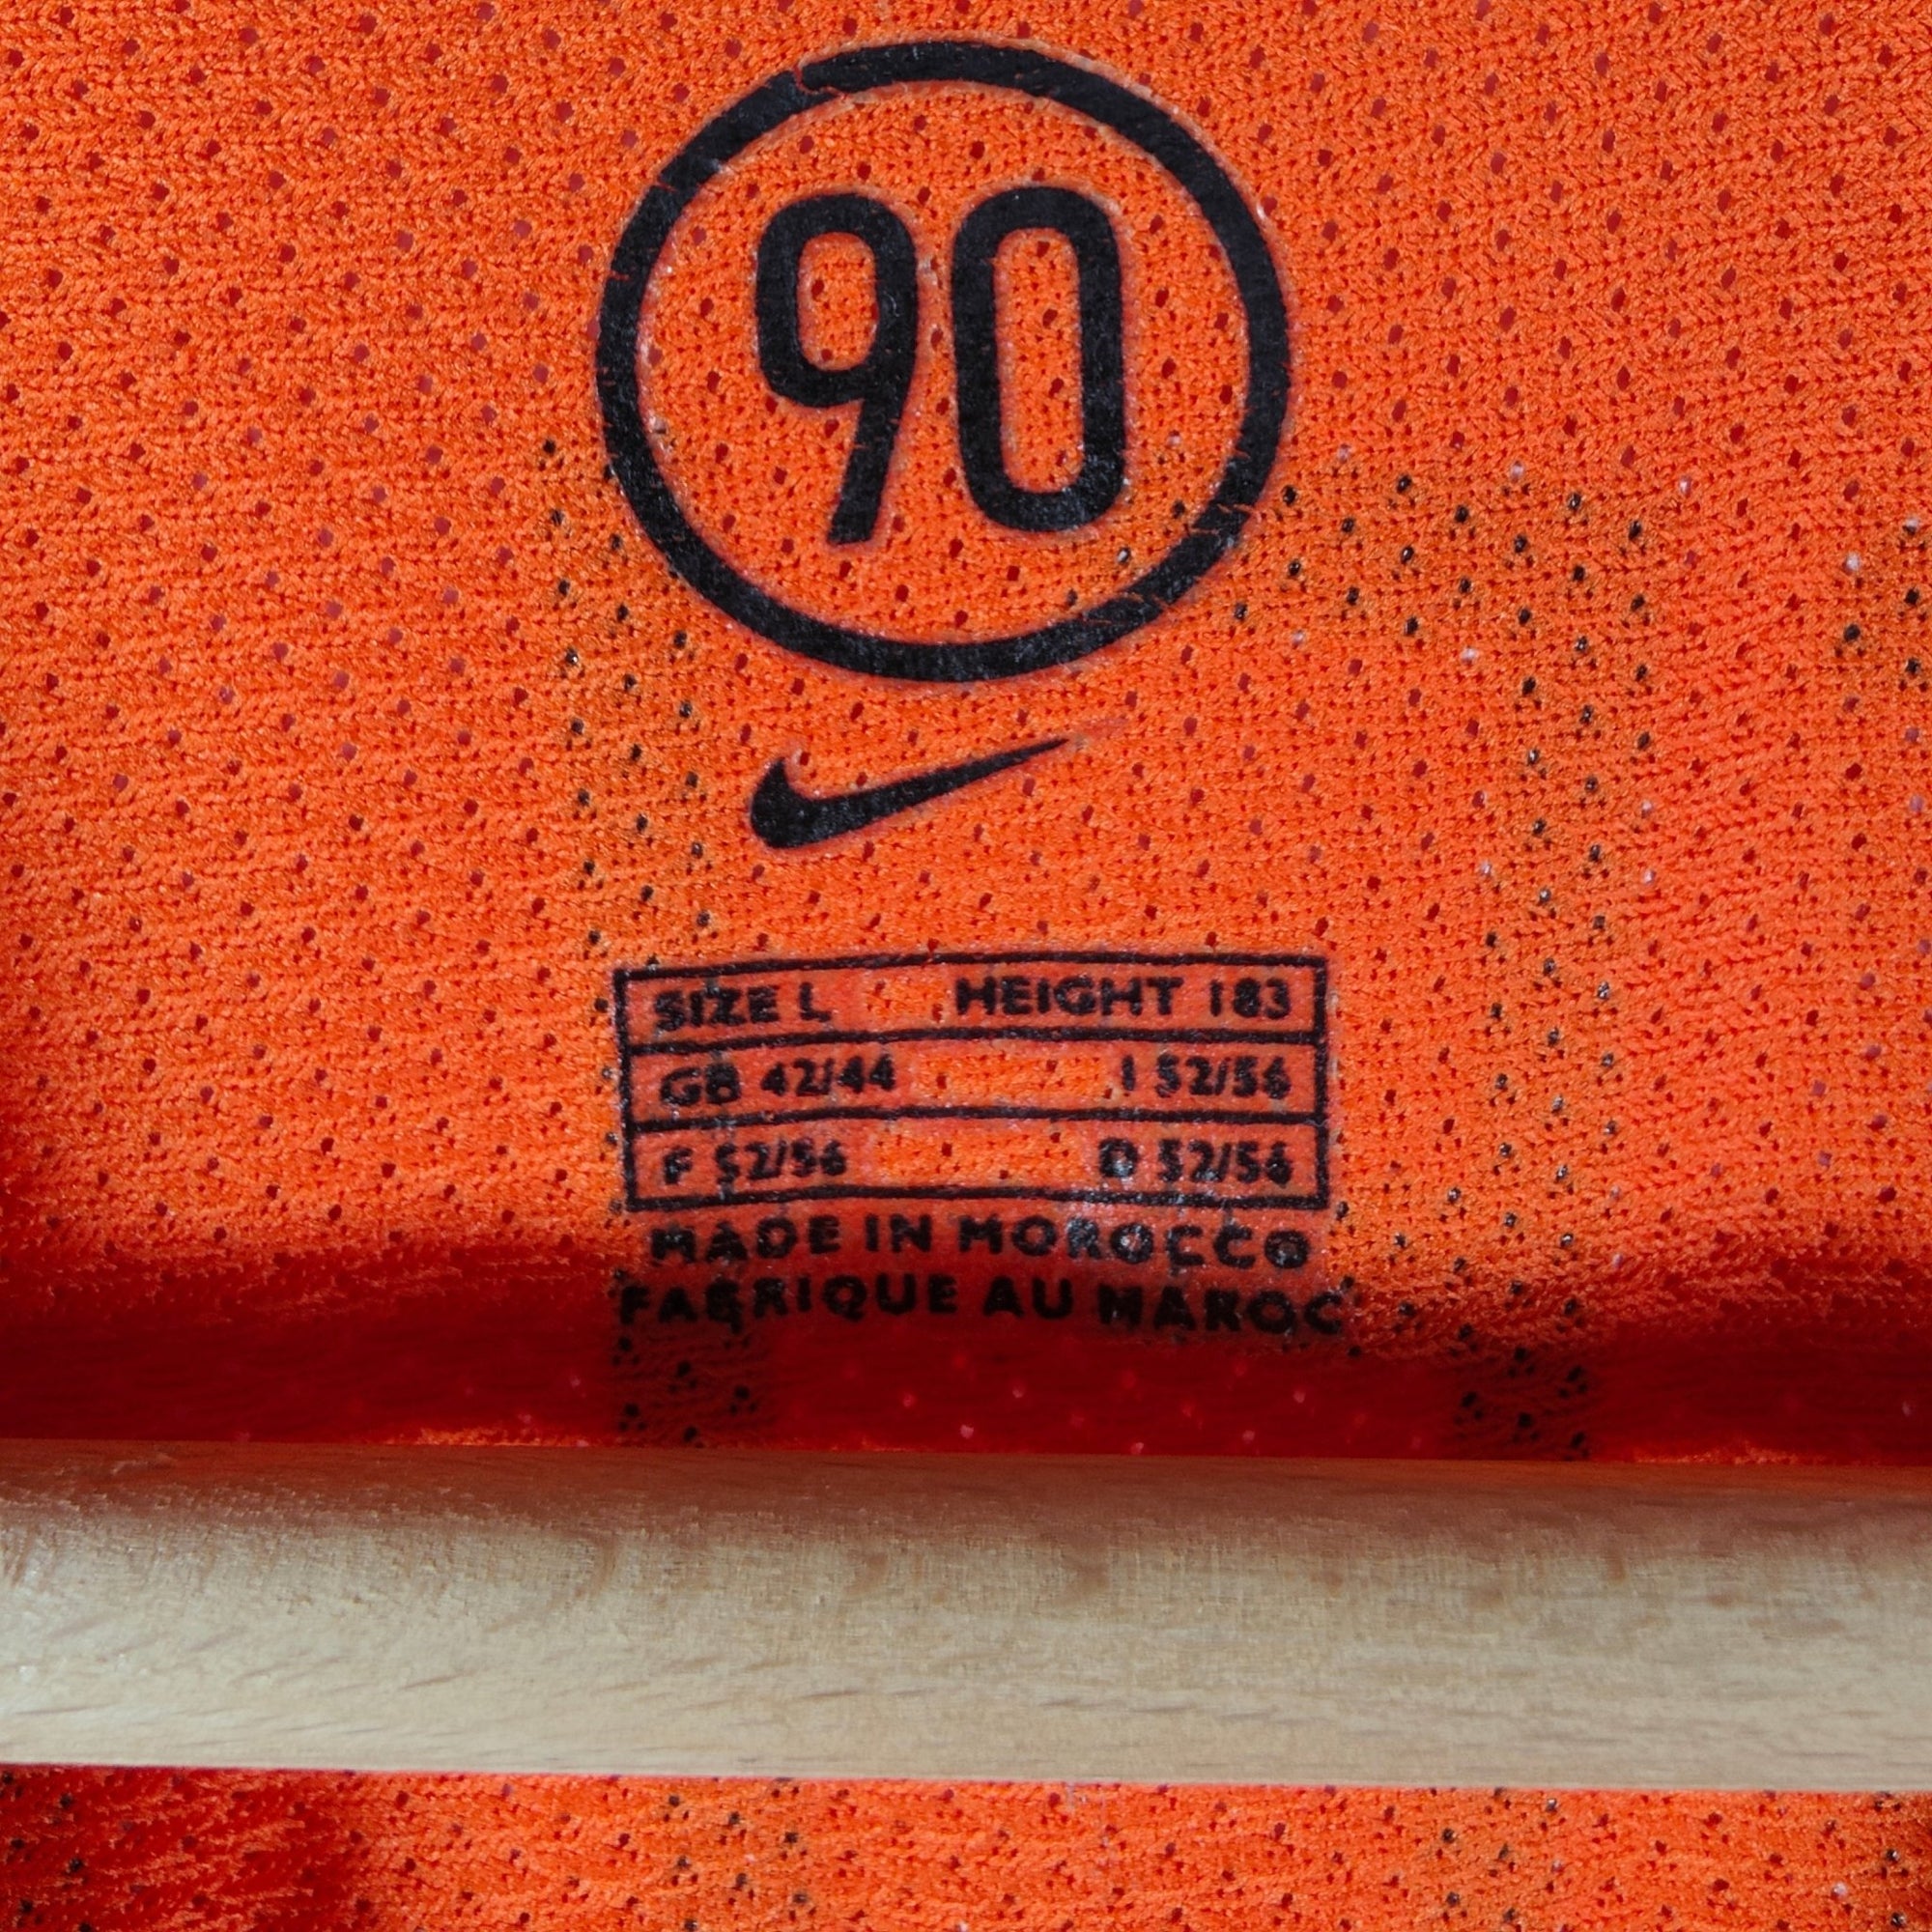 90
SIZE L HEIGHT 183
GB 42/44 I 52/56
F 52/56 D 52/56
MADE IN MOROCCO
FABRIQUE AU MAROC